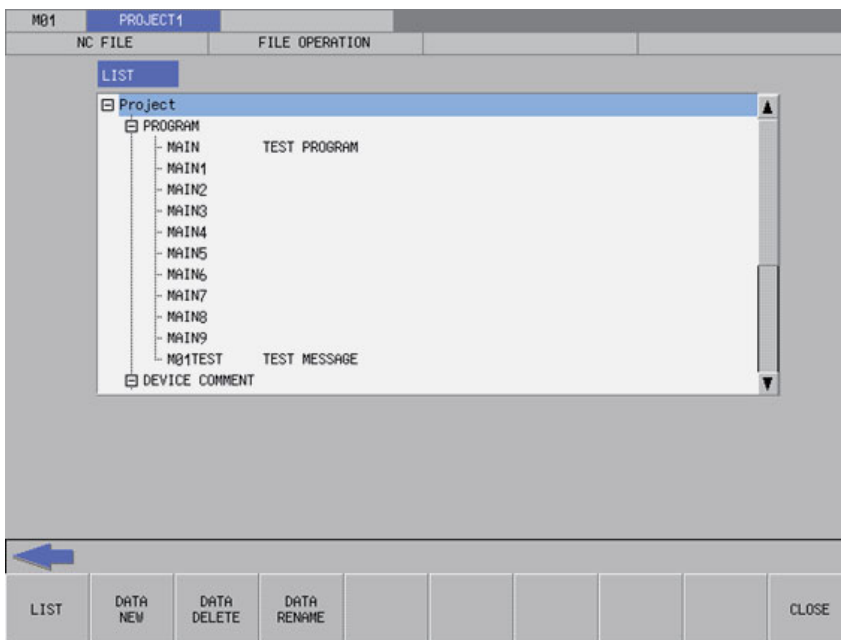 M01 PROJECT1
NC FILE FILE OPERATION
LIST
Project
PROGRAM
MAIN TEST PROGRAM
MAIN1
MAIN2
MAIN3
MAIN4
MAIN5
MAIN6
MAIN7
MAIN8
MAIN9
M01TEST TEST MESSAGE
DEVICE COMMENT
LIST DATA NEW DATA DELETE DATA RENAME CLOSE